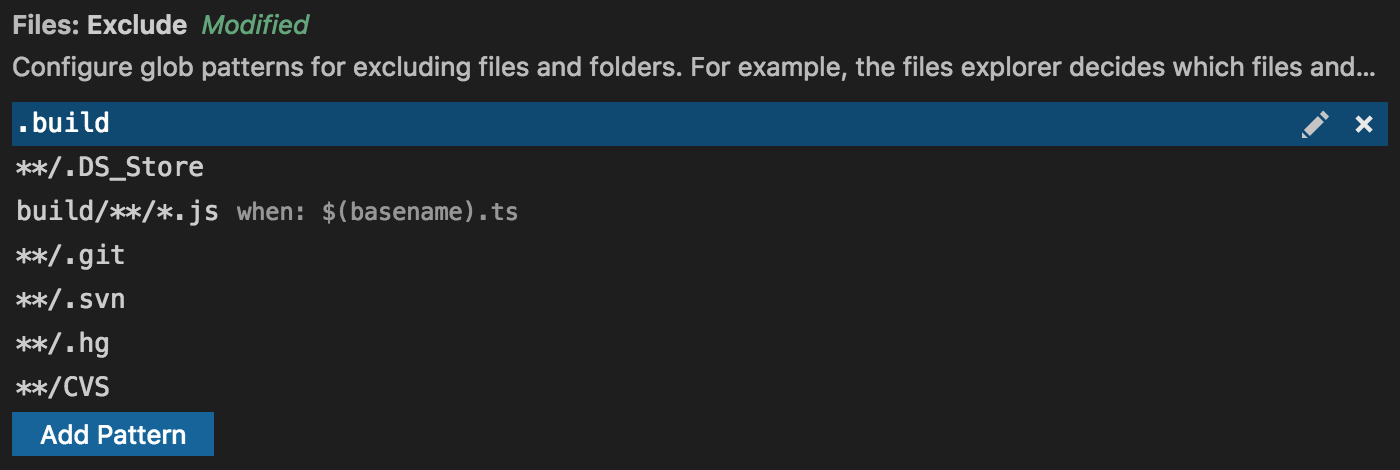 Files: Exclude Modified
Configure glob patterns for excluding files and folders. For example, the files explorer decides which files and...
.build
**/.DS_Store
build/**/*.js when: $(basename).ts
**/.git
**/.svn
**/.hg
**/CVS
Add Pattern